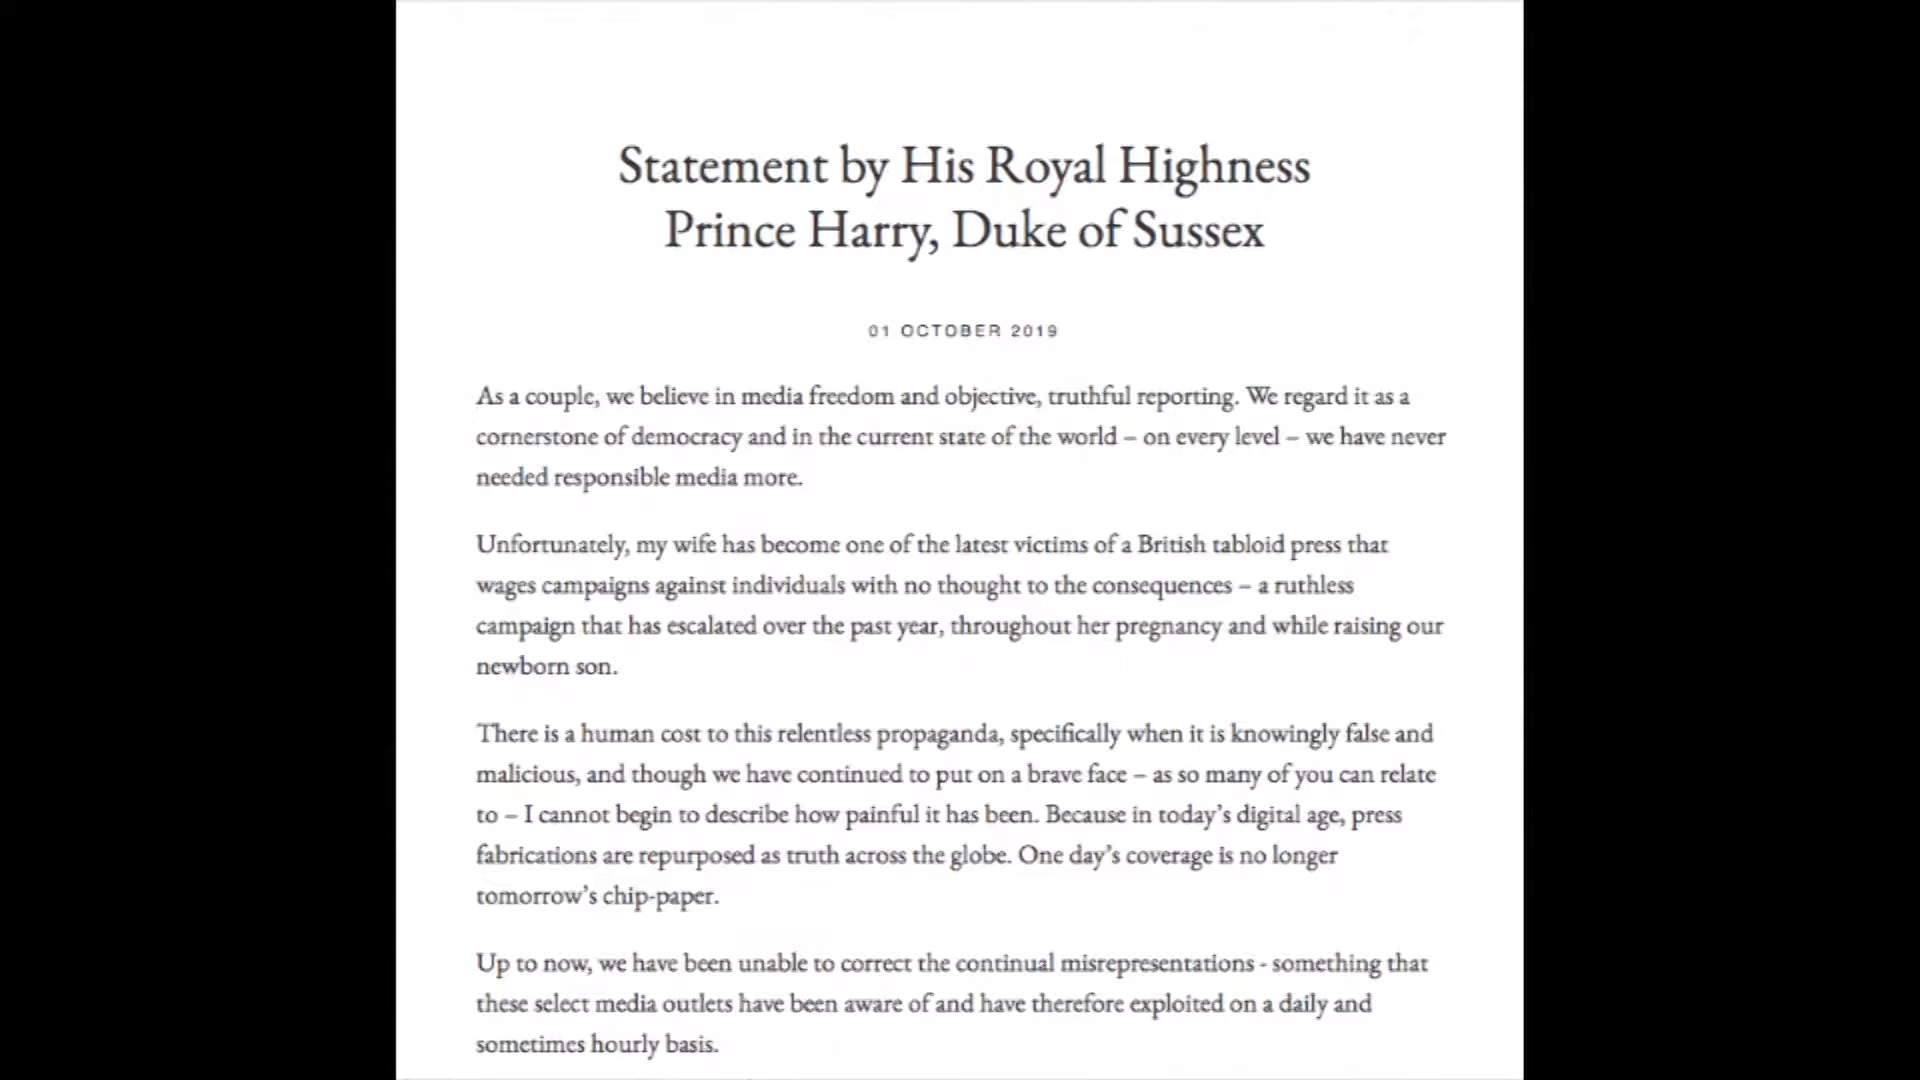 Statement by His Royal Highness
Prince Harry, Duke of Sussex
01 OCTOBER 2019
As a couple, we believe in media freedom and objective, truthful reporting. We regard it as a
cornerstone of democracy and in the current state of the world – on every level – we have never
needed responsible media more.
Unfortunately, my wife has become one of the latest victims of a British tabloid press that
wages campaigns against individuals with no thought to the consequences – a ruthless
campaign that has escalated over the past year, throughout her pregnancy and while raising our
newborn son.
There is a human cost to this relentless propaganda, specifically when it is knowingly false and
malicious, and though we have continued to put on a brave face – as so many of you can relate
to – I cannot begin to describe how painful it has been. Because in today’s digital age, press
fabrications are repurposed as truth across the globe. One day’s coverage is no longer
tomorrow’s chip-paper.
Up to now, we have been unable to correct the continual misrepresentations - something that
these select media outlets have been aware of and have therefore exploited on a daily and
sometimes hourly basis.